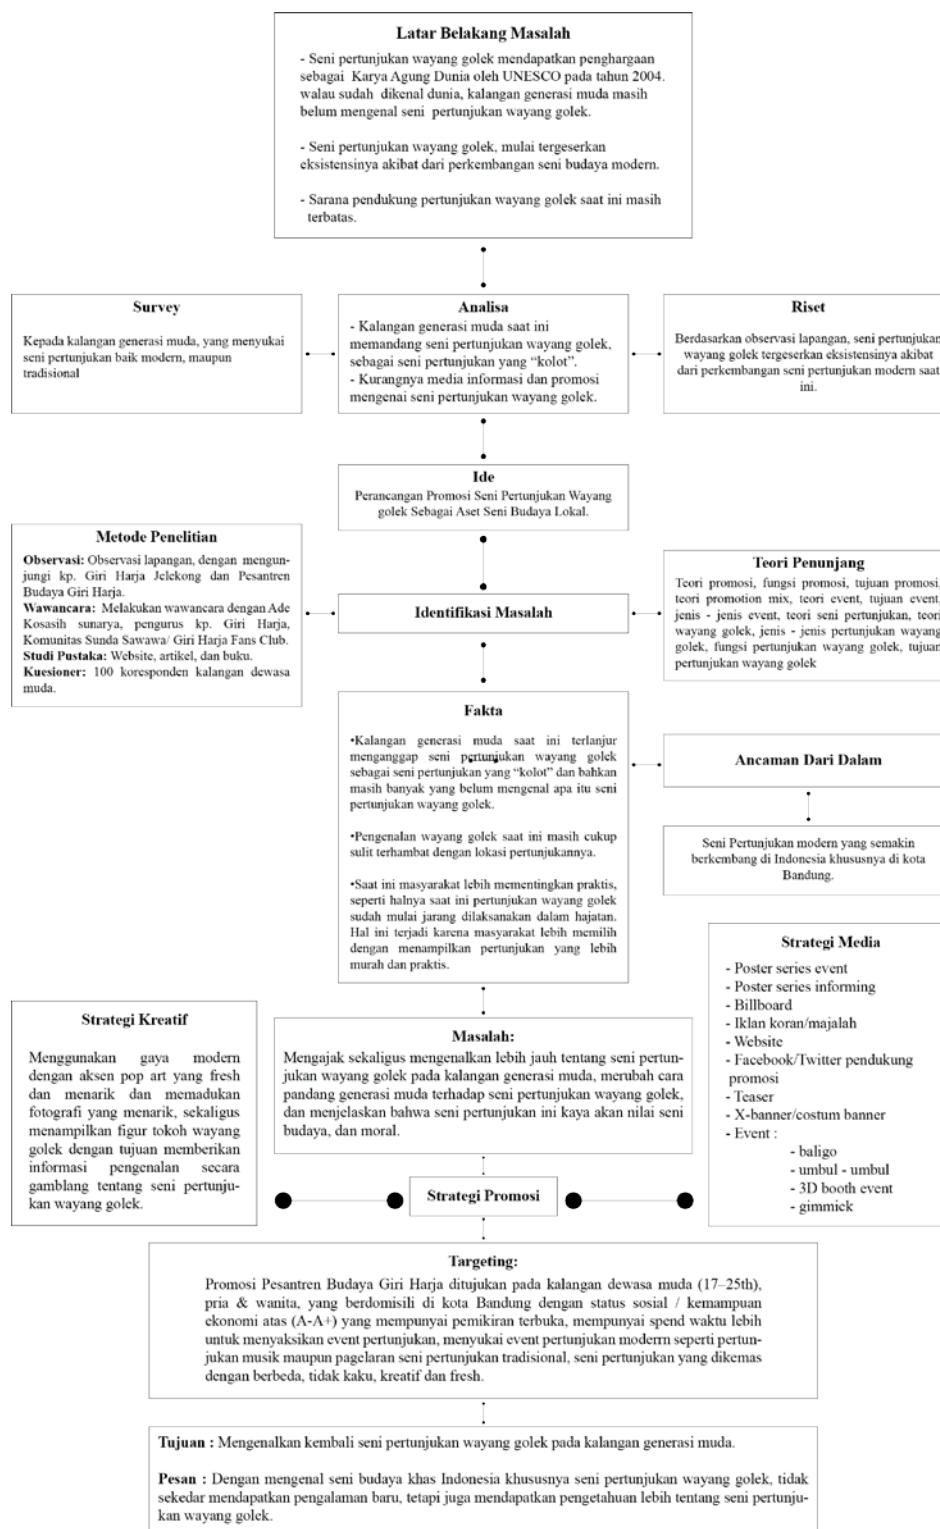 Latar Belakang Masalah
- Seni pertunjukan wayang golek mendapatkan penghargaan
sebagai Karya Agung Dunia oleh UNESCO pada tahun 2004.
walau sudah dikenal dunia, kalangan generasi muda masih
belum mengenal seni pertunjukan wayang golek.
- Seni pertunjukan wayang golek, mulai tergeserkan
eksistensinya akibat dari perkembangan seni budaya modern.
- Sarana pendukung pertunjukan wayang golek saat ini masih
terbatas.
Survey
Kepada kalangan generasi muda, yang menyukai
seni pertunjukan baik modern, maupun
tradisional
Analisa
- Kalangan generasi muda saat ini
memandang seni pertunjukan wayang golek,
sebagai seni pertunjukan yang “kolot”.
- Kurangnya media informasi dan promosi
mengenai seni pertunjukan wayang golek.
Riset
Berdasarkan observasi lapangan, seni pertunjukan
wayang golek tergeserkan eksistensinya akibat
dari perkembangan seni pertunjukan modern saat
ini.
Ide
Perancangan Promosi Seni Pertunjukan Wayang
golek Sebagai Aset Seni Budaya Lokal.
Metode Penelitian
Observasi: Observasi lapangan, dengan mengun-
jungi kp. Giri Harja Jelekong dan Pesantren
Budaya Giri Harja.
Wawancara: Melakukan wawancara dengan Ade
Kosasih sunarya, pengurus kp. Giri Harja,
Komunitas Sunda Sawawa/ Giri Harja Fans Club.
Studi Pustaka: Website, artikel, dan buku.
Kuesioner: 100 koresponden kalangan dewasa
muda.
Identifikasi Masalah
Teori Penunjang
Teori promosi, fungsi promosi, tujuan promosi,
teori promotion mix, teori event, tujuan event,
jenis - jenis event, teori seni pertunjukan, teori
wayang golek, jenis - jenis pertunjukan wayang
golek, fungsi pertunjukan wayang golek, tujuan
pertunjukan wayang golek
Fakta
•Kalangan generasi muda saat ini terlanjur
menganggap seni pertunjukan wayang golek
sebagai seni pertunjukan yang “kolot” dan bahkan
masih banyak yang belum mengenal apa itu seni
pertunjukan wayang golek.
•Pengenalan wayang golek saat ini masih cukup
sulit terhambat dengan lokasi pertunjukannya.
•Saat ini masyarakat lebih mementingkan praktis,
seperti halnya saat ini pertunjukan wayang golek
sudah mulai jarang dilaksanakan dalam hajatan.
Hal ini terjadi karena masyarakat lebih memilih
dengan menampilkan pertunjukan yang lebih
murah dan praktis.
Ancaman Dari Dalam
Seni Pertunjukan modern yang semakin
berkembang di Indonesia khususnya di kota
Bandung.
Strategi Media
- Poster series event
- Poster series informing
- Billboard
- Iklan koran/majalah
- Website
- Facebook/Twitter pendukung
promosi
- Teaser
- X-banner/costum banner
- Event :
- baligo
- umbul - umbul
- 3D booth event
- gimmick
Strategi Kreatif
Menggunakan gaya modern
dengan aksen pop art yang fresh
dan menarik dan memadukan
fotografi yang menarik, sekaligus
menampilkan figur tokoh wayang
golek dengan tujuan memberikan
informasi pengenalan secara
gamblang tentang seni pertunju-
kan wayang golek.
Masalah:
Mengajak sekaligus mengenalkan lebih jauh tentang seni pertun-
jukan wayang golek pada kalangan generasi muda, merubah cara
pandang generasi muda terhadap seni pertunjukan wayang golek,
dan menjelaskan bahwa seni pertunjukan ini kaya akan nilai seni
budaya, dan moral.
Strategi Promosi
Targeting:
Promosi Pesantren Budaya Giri Harja ditujukan pada kalangan dewasa muda (17–25th),
pria & wanita, yang berdomisili di kota Bandung dengan status sosial / kemampuan
ekonomi atas (A-A+) yang mempunyai pemikiran terbuka, mempunyai spend waktu lebih
untuk menyaksikan event pertunjukan, menyukai event pertunjukan moderrn seperti pertun-
jukan musik maupun pagelaran seni pertunjukan tradisional, seni pertunjukan yang dikemas
dengan berbeda, tidak kaku, kreatif dan fresh.
Tujuan : Mengenalkan kembali seni pertunjukan wayang golek pada kalangan generasi muda.
Pesan : Dengan mengenal seni budaya khas Indonesia khususnya seni pertunjukan wayang golek, tidak
sekedar mendapatkan pengalaman baru, tetapi juga mendapatkan pengetahuan lebih tentang seni pertunju-
kan wayang golek.